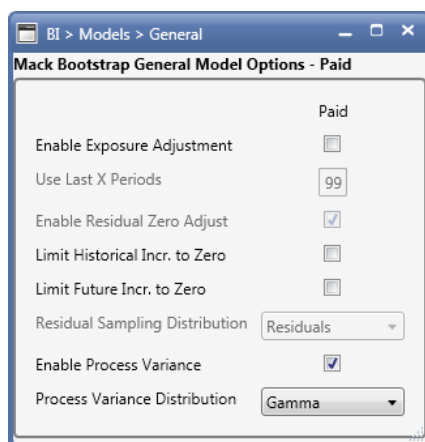 BI > Models > General
Mack Bootstrap General Model Options - Paid
Paid
Enable Exposure Adjustment
Use Last X Periods 99
Enable Residual Zero Adjust
Limit Historical Incr. to Zero
Limit Future Incr. to Zero
Residual Sampling Distribution Residuals
Enable Process Variance
Process Variance Distribution Gamma